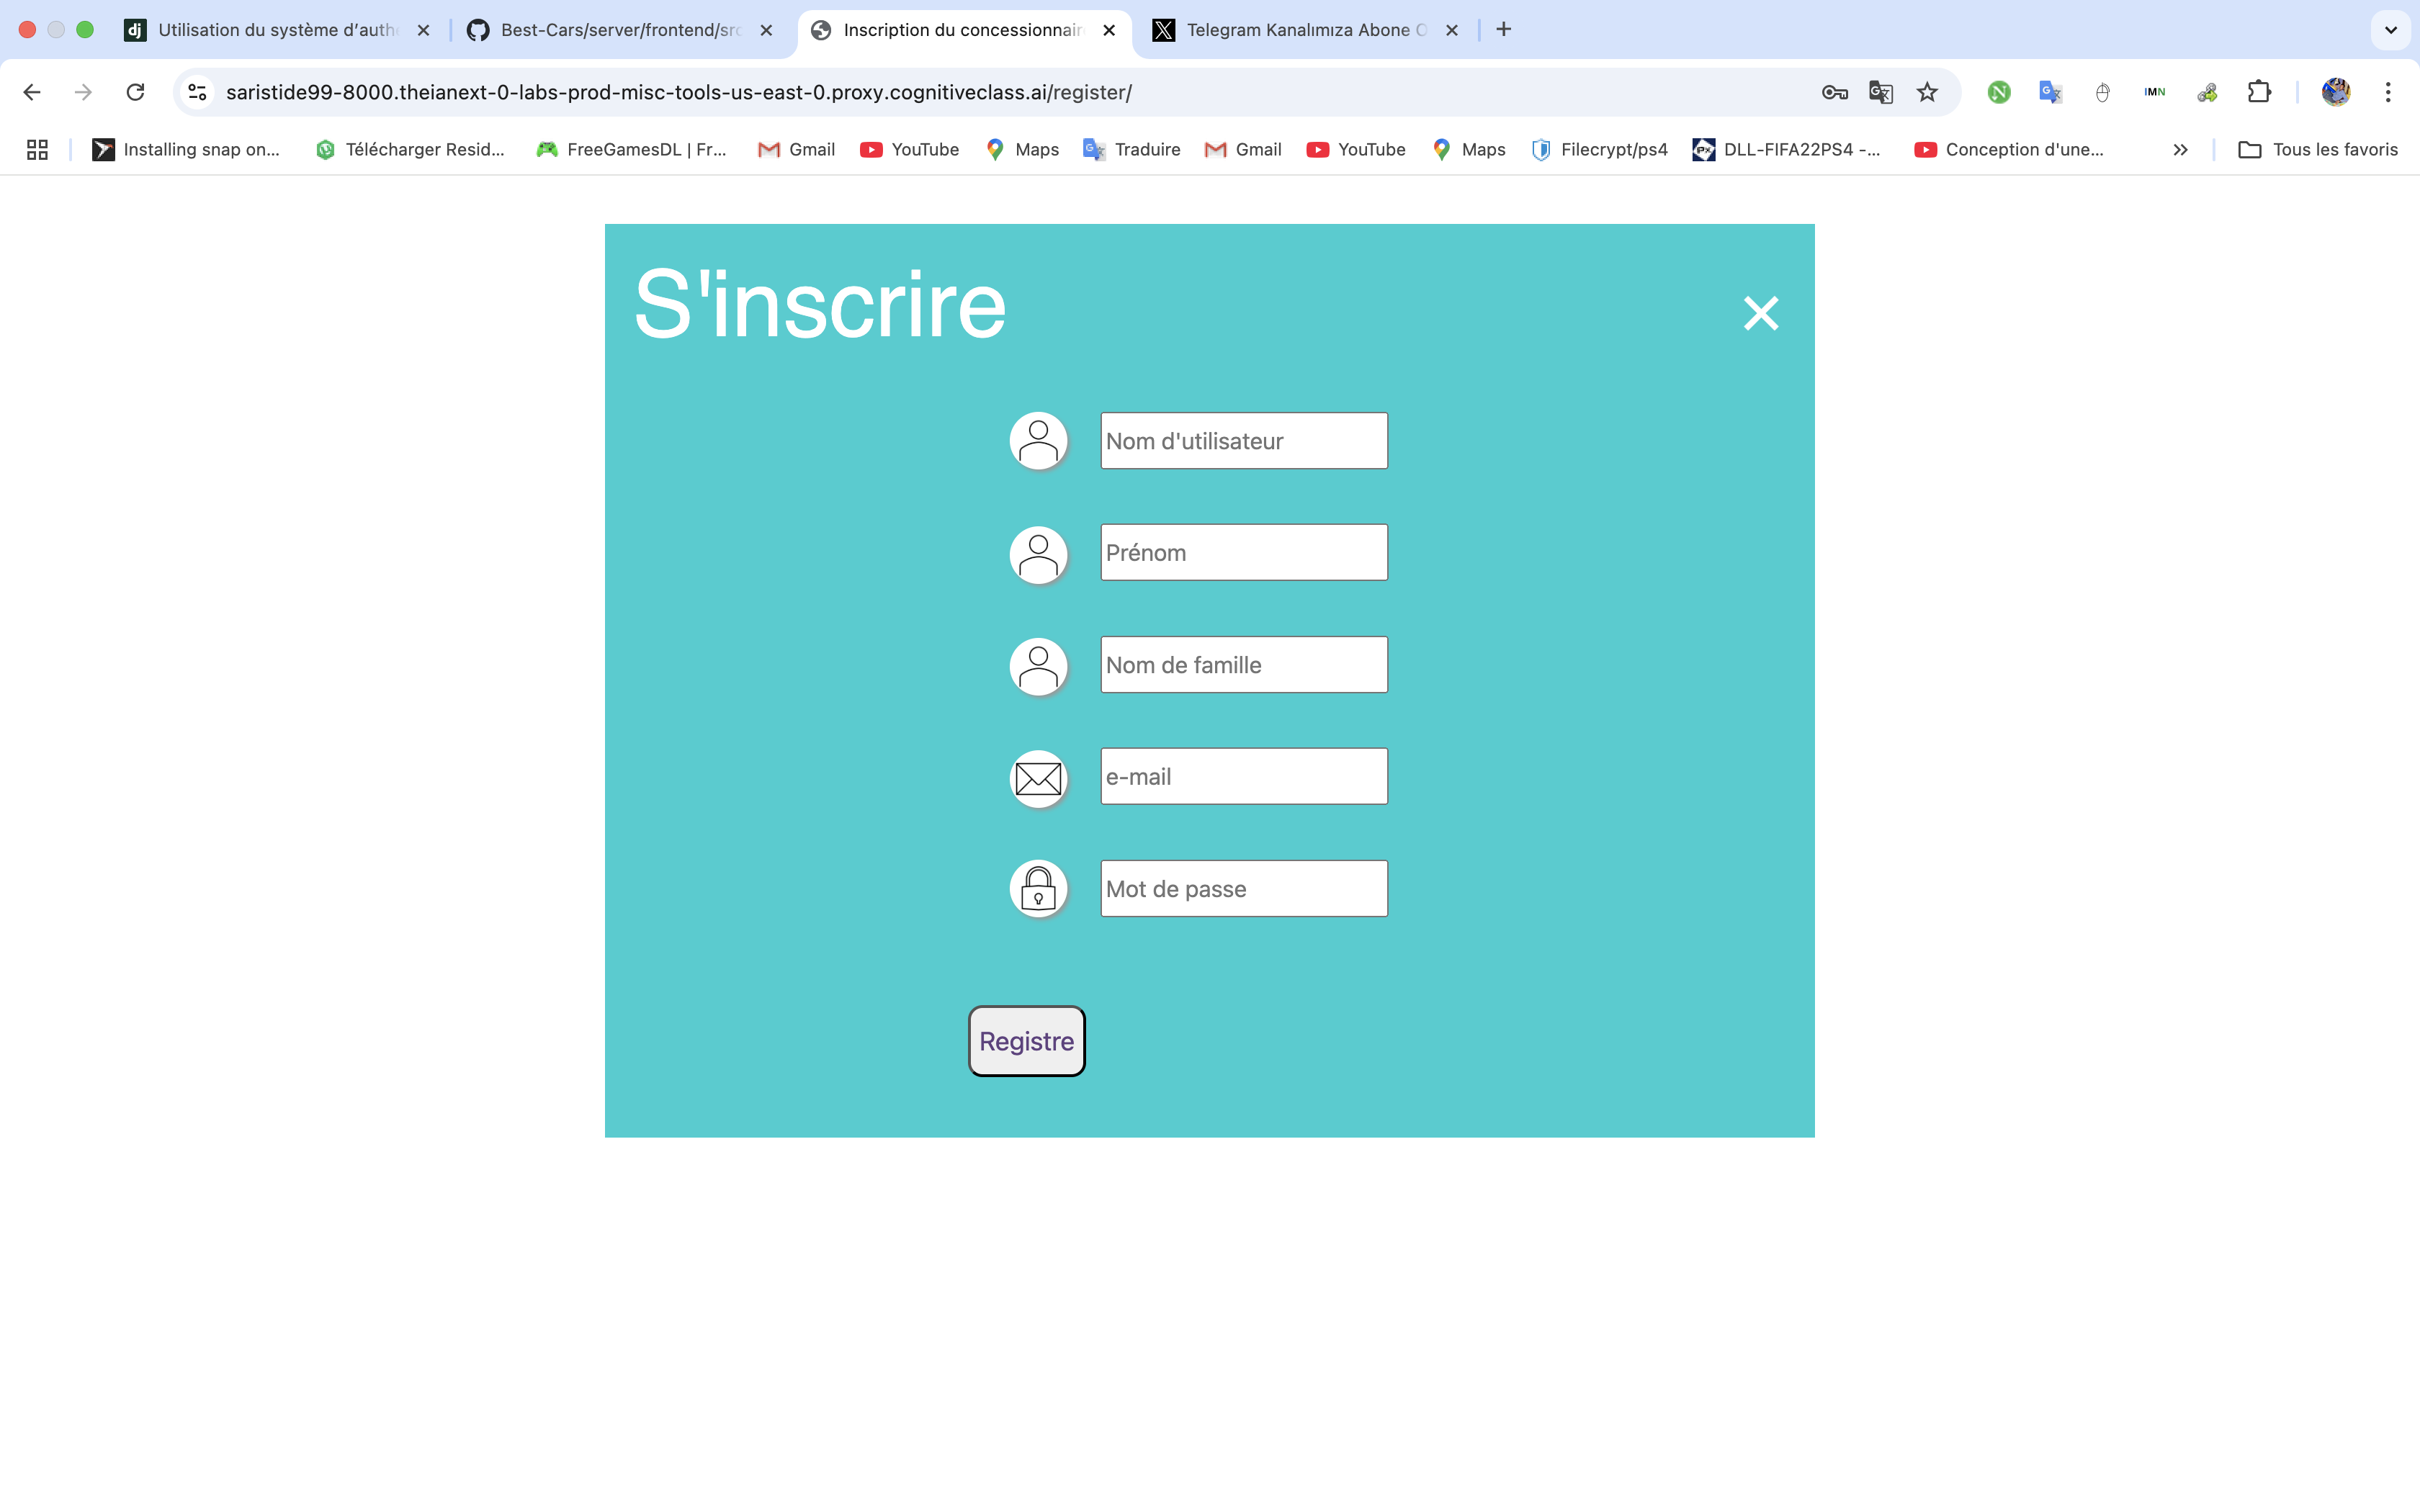 dj Utilisation du système d'auth
Best-Cars/server/frontend/src
Inscription du concessionnair
Telegram Kanalımıza Abone O
saristide99-8000.theianext-0-labs-prod-misc-tools-us-east-0.proxy.cognitiveclass.ai/register/
IMN
Installing snap on...
Télécharger Resid...
FreeGamesDL | Fr...
Gmail
YouTube
Maps
Traduire
Gmail
YouTube
Maps
Filecrypt/ps4
DLL-FIFA22PS4 -...
Conception d'une...
Tous les favoris
S'inscrire
Nom d'utilisateur
Prénom
Nom de famille
e-mail
Mot de passe
Registre